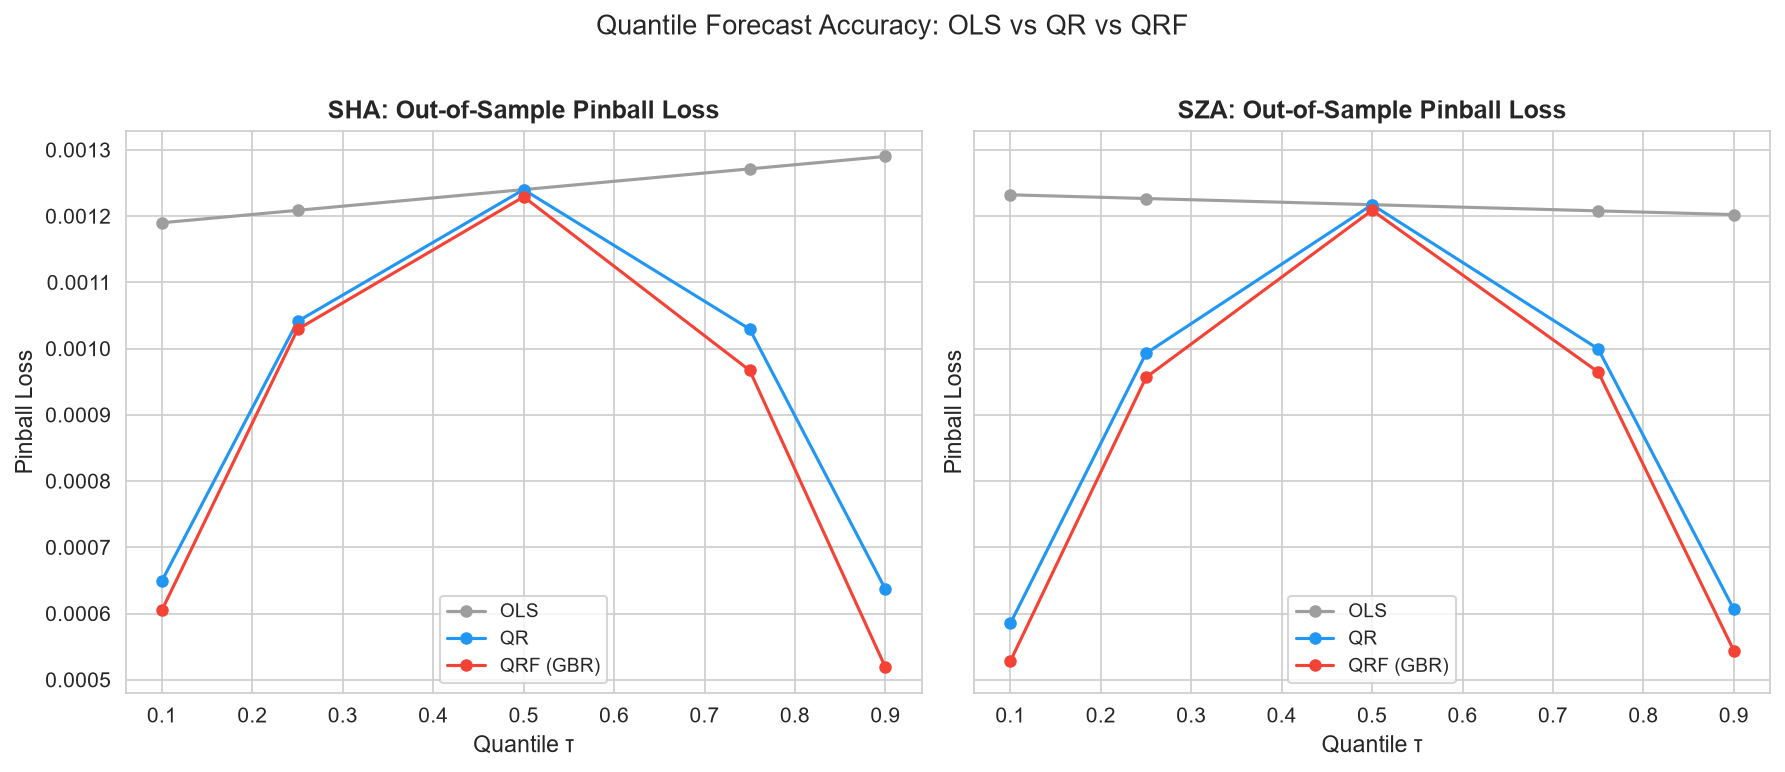 Quantile Forecast Accuracy: OLS vs QR vs QRF
SHA: Out-of-Sample Pinball Loss
Pinball Loss
0.0013
0.0012
0.0011
0.0010
0.0009
0.0008
0.0007
0.0006
0.0005
OLS
QR
QRF (GBR)
0.1 0.2 0.3 0.4 0.5 0.6 0.7 0.8 0.9
Quantile τ
SZA: Out-of-Sample Pinball Loss
Pinball Loss
OLS
QR
QRF (GBR)
0.1 0.2 0.3 0.4 0.5 0.6 0.7 0.8 0.9
Quantile τ